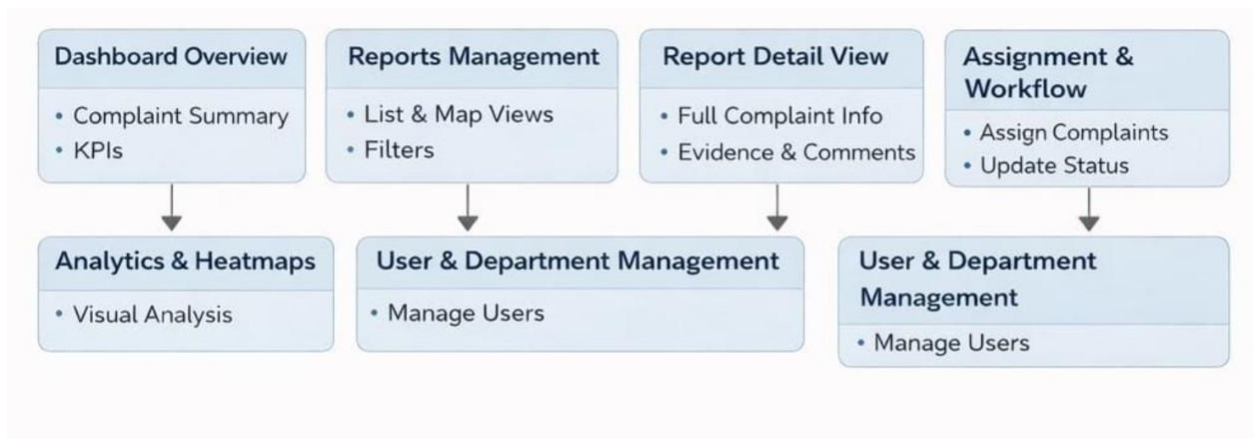 Dashboard Overview
• Complaint Summary
• KPIs
Reports Management
• List & Map Views
• Filters
Report Detail View
• Full Complaint Info
• Evidence & Comments
Assignment &
Workflow
• Assign Complaints
• Update Status
Analytics & Heatmaps
• Visual Analysis
User & Department Management
• Manage Users
User & Department
Management
• Manage Users